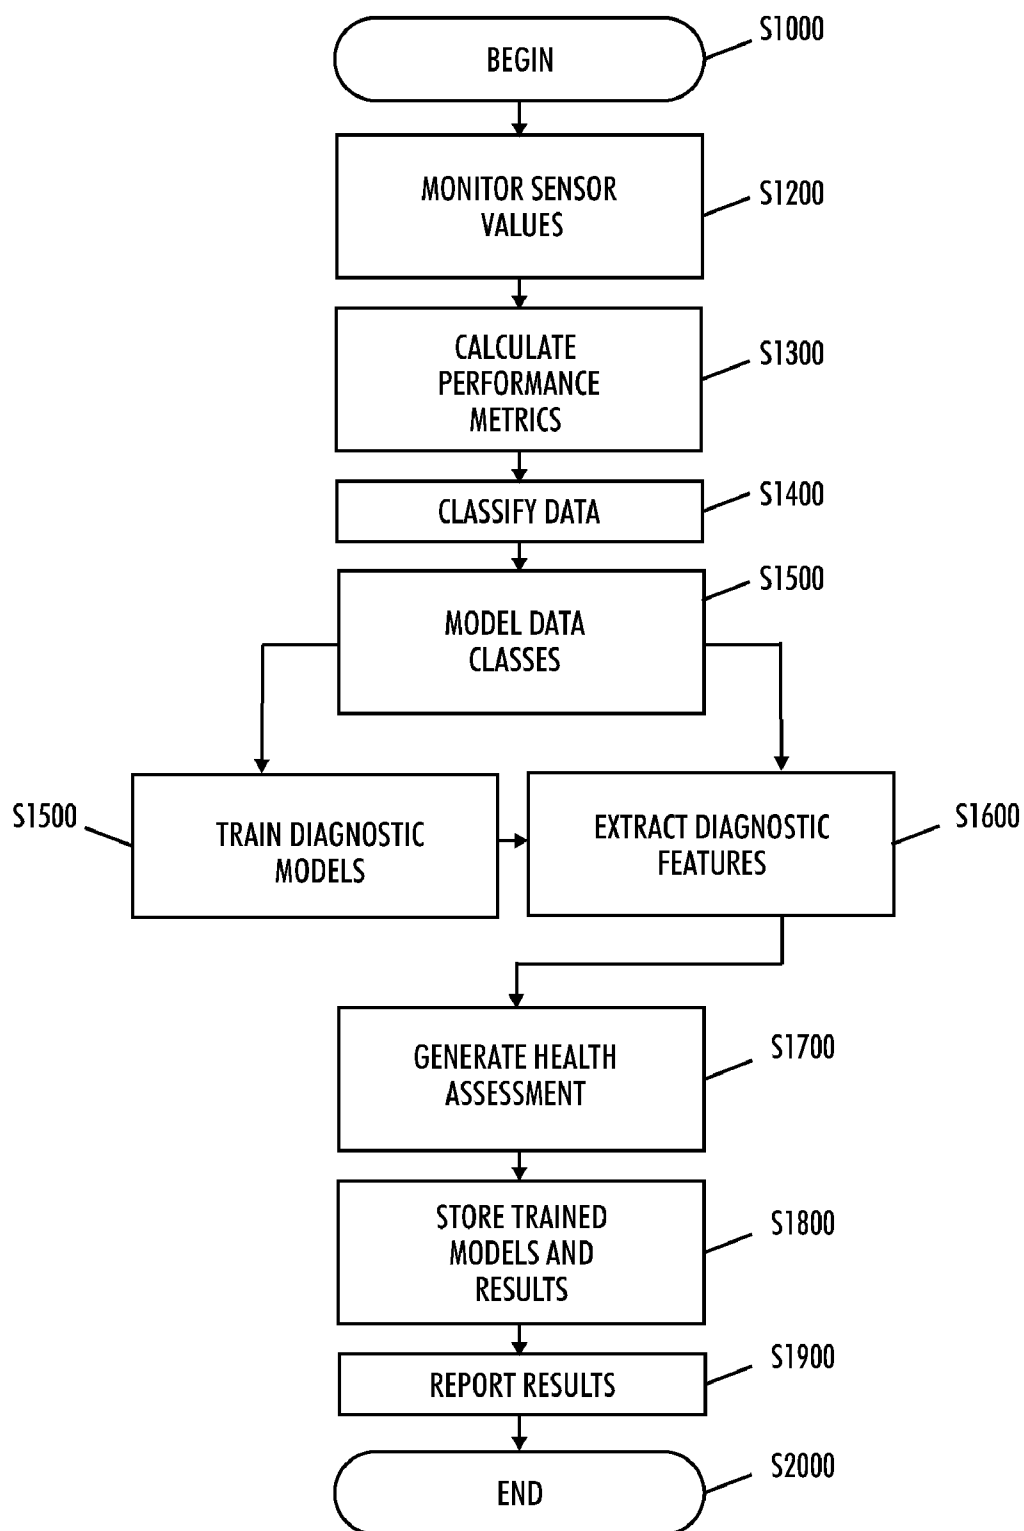 BEGIN
S1000
MONITOR SENSOR
VALUES
S1200
CALCULATE
PERFORMANCE
METRICS
S1300
CLASSIFY DATA
S1400
MODEL DATA
CLASSES
S1500
S1500
TRAIN DIAGNOSTIC
MODELS
EXTRACT DIAGNOSTIC
FEATURES
S1600
GENERATE HEALTH
ASSESSMENT
S1700
STORE TRAINED
MODELS AND
RESULTS
S1800
REPORT RESULTS
S1900
END
S2000